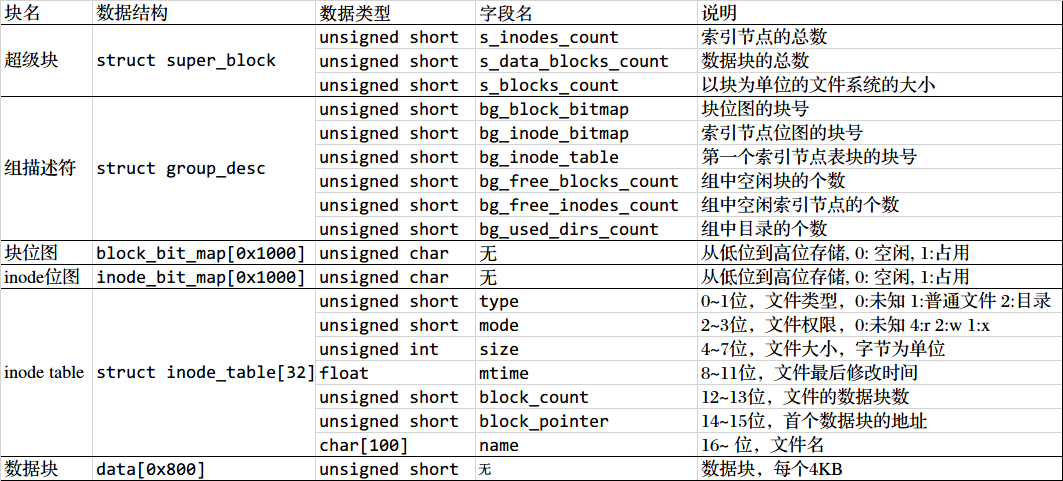 块名 数据结构 数据类型 字段名 说明
超级块 struct super_block unsigned short s_inodes_count 索引节点的总数
unsigned short s_data_blocks_count 数据块的总数
unsigned short s_blocks_count 以块为单位的文件系统的大小
组描述符 struct group_desc unsigned short bg_block_bitmap 块位图的块号
unsigned short bg_inode_bitmap 索引节点位图的块号
unsigned short bg_inode_table 第一个索引节点表块的块号
unsigned short bg_free_blocks_count 组中空闲块的个数
unsigned short bg_free_inodes_count 组中空闲索引节点的个数
unsigned short bg_used_dirs_count 组中目录的个数
块位图 block_bit_map[0x1000] unsigned char 无 从低位到高位存储, 0: 空闲, 1:占用
inode位图 inode_bit_map[0x1000] unsigned char 无 从低位到高位存储, 0: 空闲, 1:占用
inode table struct inode_table[32] unsigned short type 0~1位，文件类型，0:未知 1:普通文件 2:目录
unsigned short mode 2~3位，文件权限，0:未知 4:r 2:w 1:x
unsigned int size 4~7位，文件大小，字节为单位
float mtime 8~11位，文件最后修改时间
unsigned short block_count 12~13位，文件的数据块数
unsigned short block_pointer 14~15位，首个数据块的地址
char[100] name 16~ 位，文件名
数据块 data[0x800] unsigned short 无 数据块，每个4KB